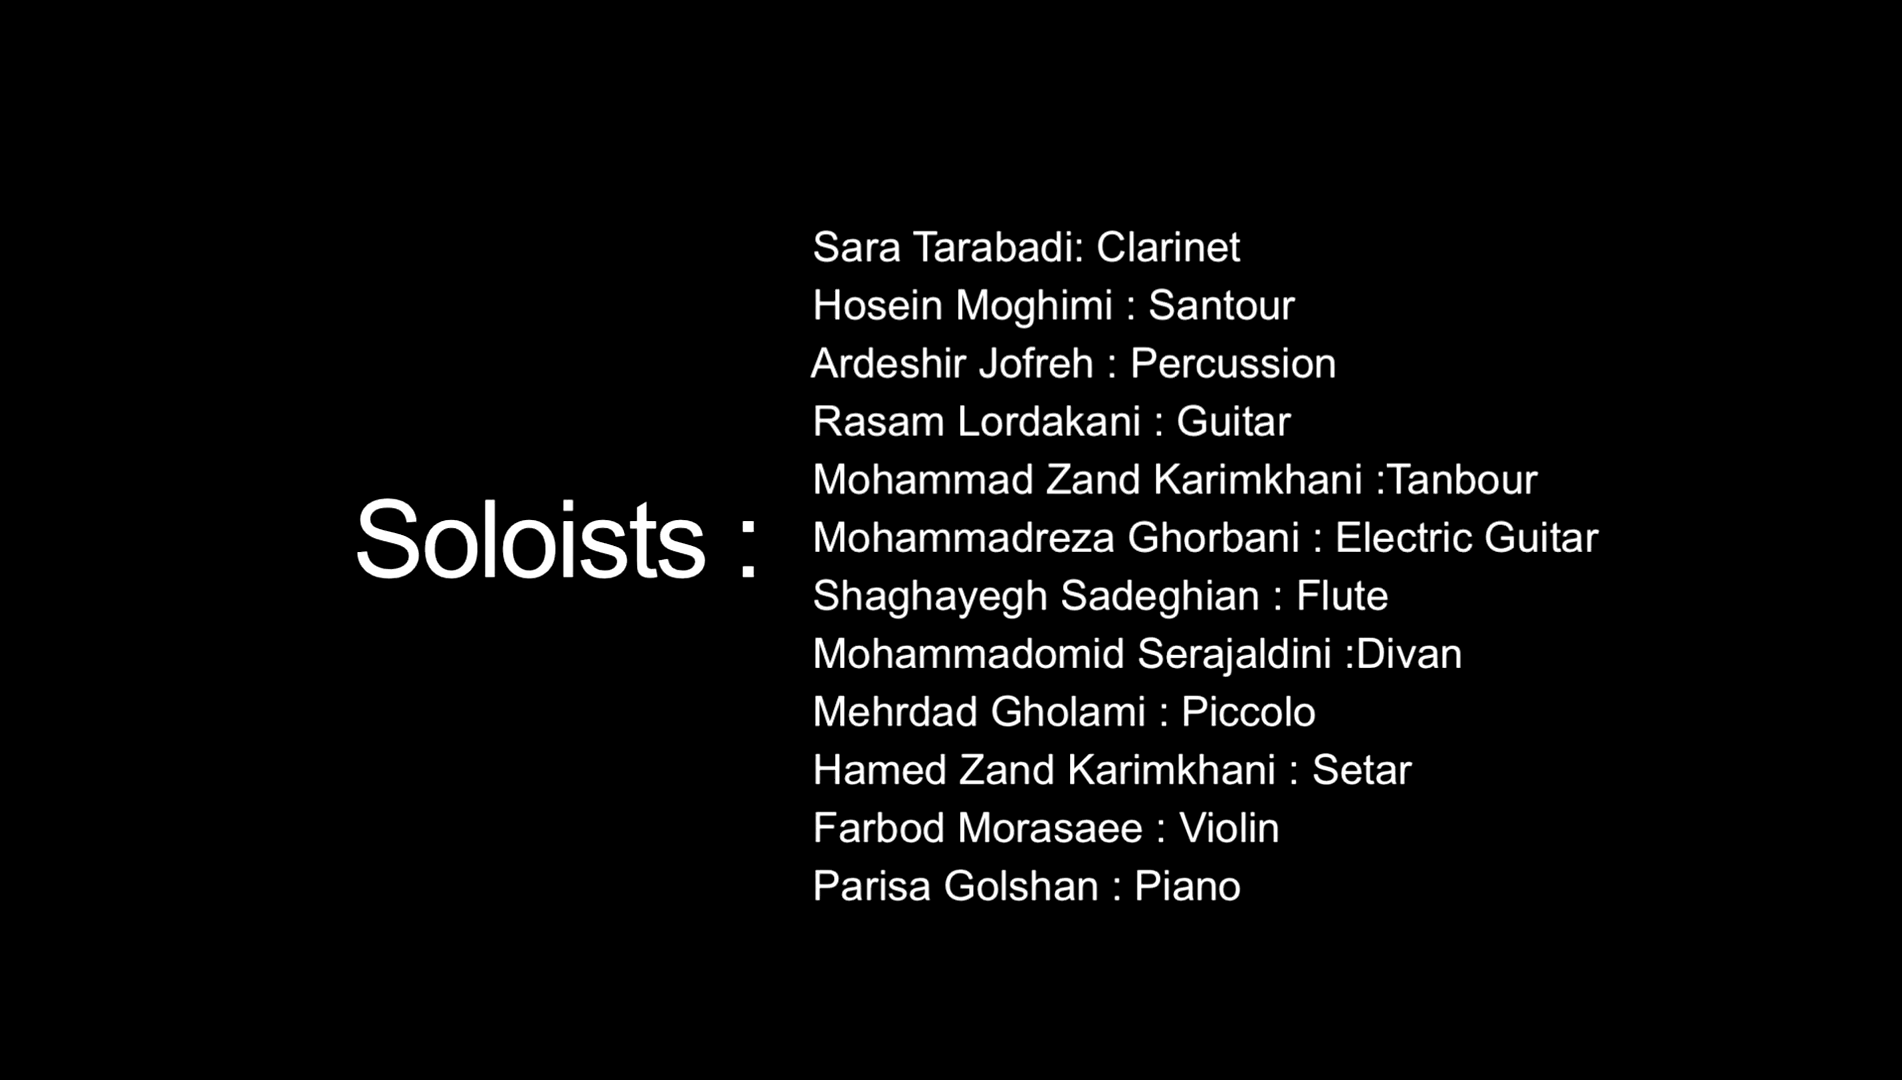 Soloists :
Sara Tarabadi: Clarinet
Hosein Moghimi : Santour
Ardeshir Jofreh : Percussion
Rasam Lordakani : Guitar
Mohammad Zand Karimkhani :Tanbour
Mohammadreza Ghorbani : Electric Guitar
Shaghayegh Sadeghian : Flute
Mohammadomid Serajaldini :Divan
Mehrdad Gholami : Piccolo
Hamed Zand Karimkhani : Setar
Farbod Morasaee : Violin
Parisa Golshan : Piano